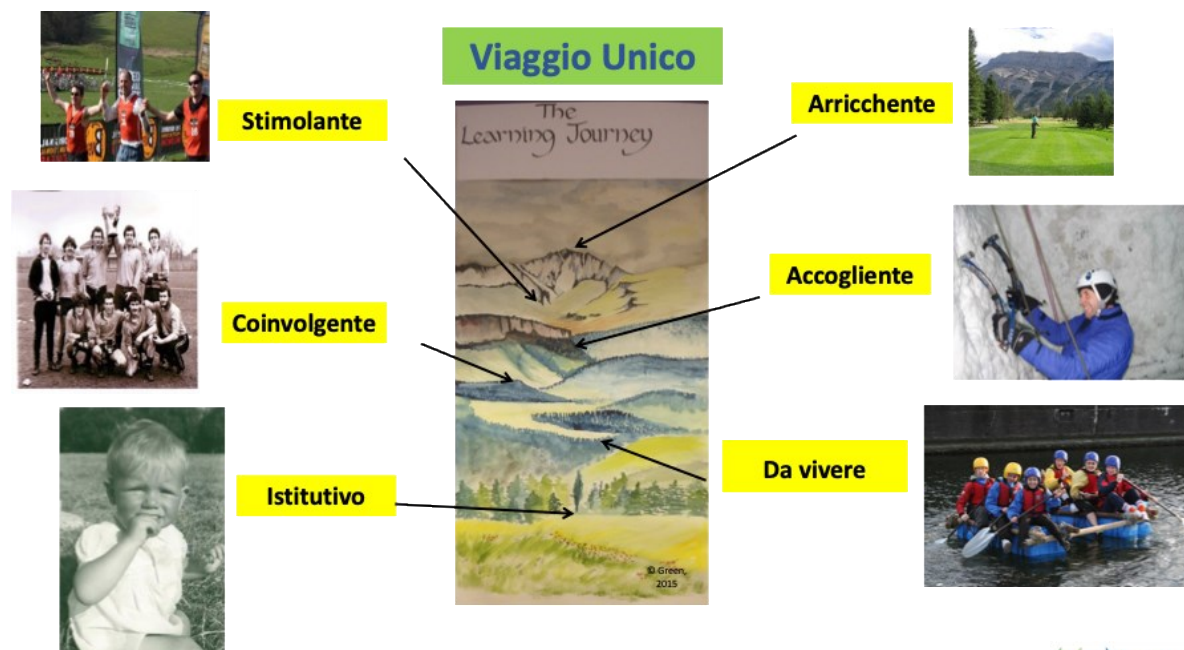 Viaggio Unico
The
Learning Journey
Stimolante
Arricchente
Coinvolgente
Accogliente
Istitutivo
Da vivere
© Green,
2015